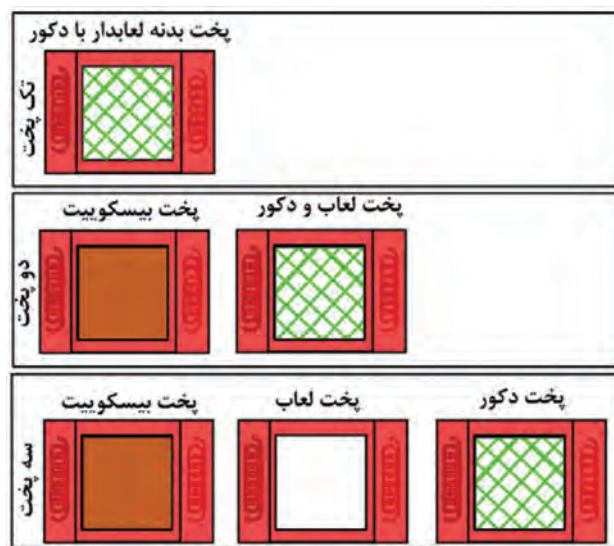 پخت بدنه لعابدار با دکور
تک پخت
پخت لعاب و دکور
پخت بیسکوییت
دو پخت
پخت دکور
پخت لعاب
پخت بیسکوییت
سه پخت